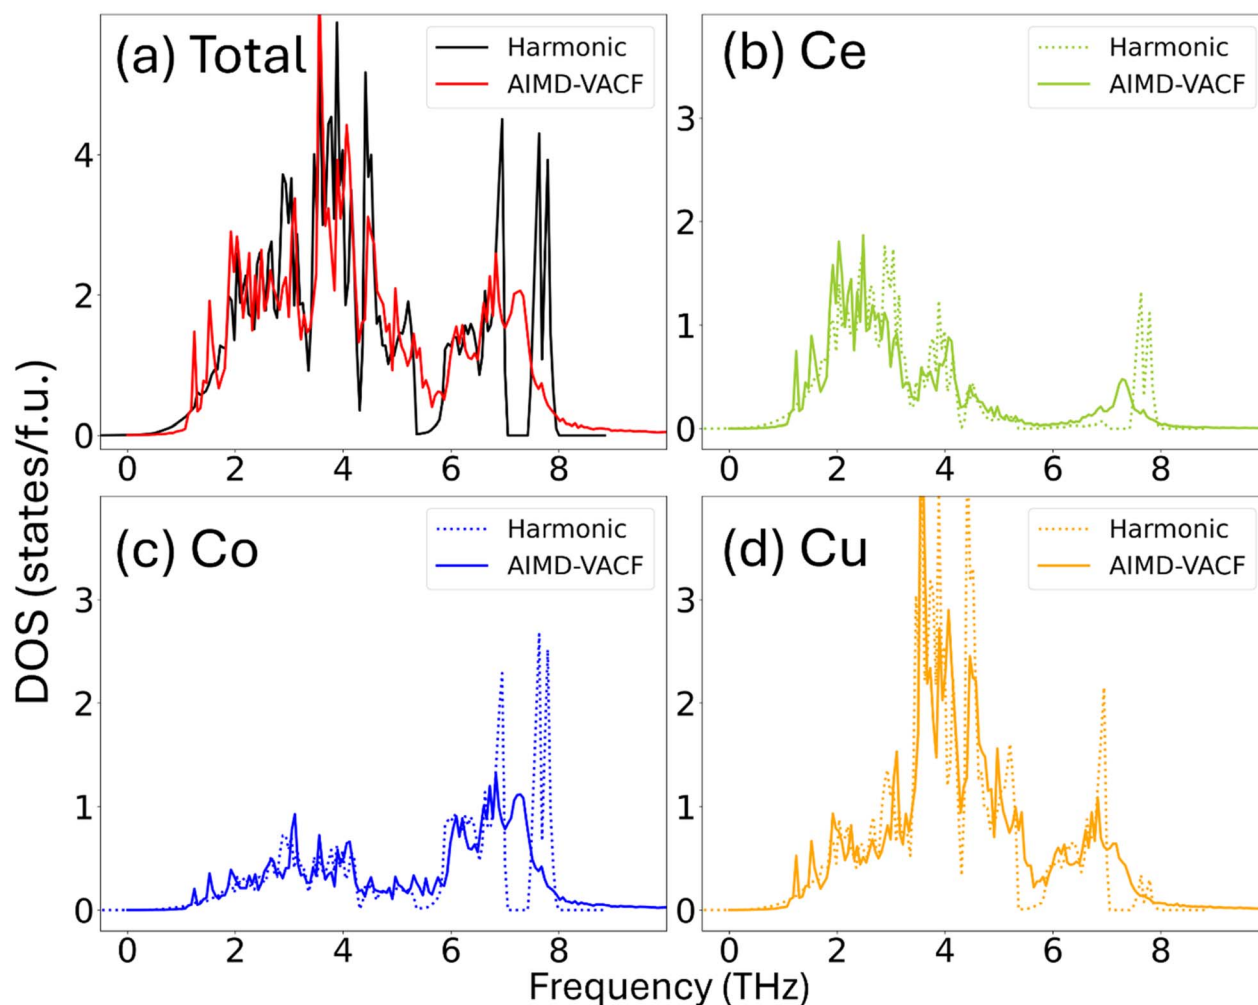 (a) Total
Harmonic
AIMD-VACF
4
2
0
0 2 4 6 8
(b) Ce
Harmonic
AIMD-VACF
3
2
1
0
0 2 4 6 8
(c) Co
Harmonic
AIMD-VACF
3
2
1
0
0 2 4 6 8
(d) Cu
Harmonic
AIMD-VACF
3
2
1
0
0 2 4 6 8
DOS (states/f.u.)
Frequency (THz)